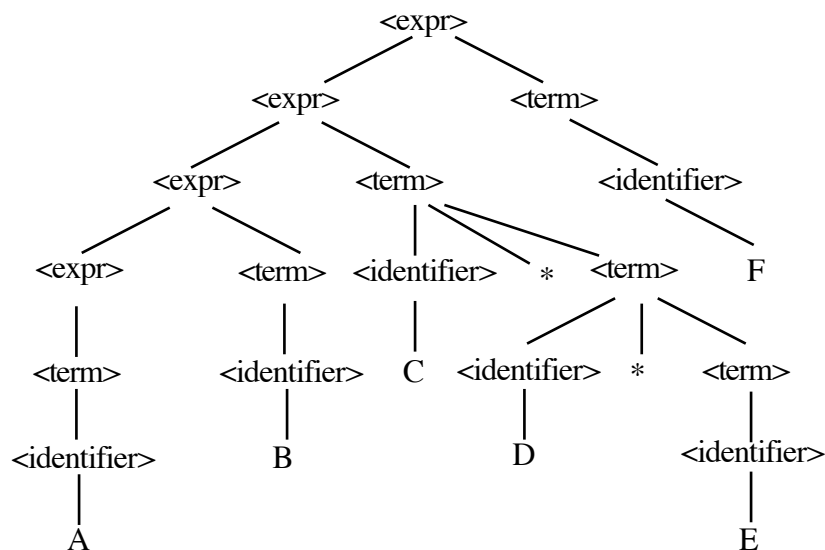 <expr>
<expr> <term>
<expr> <term> <identifier>
<expr> <term> <identifier> * <term> F
<term> <identifier> C <identifier> * <term>
<identifier> B D <identifier>
A E